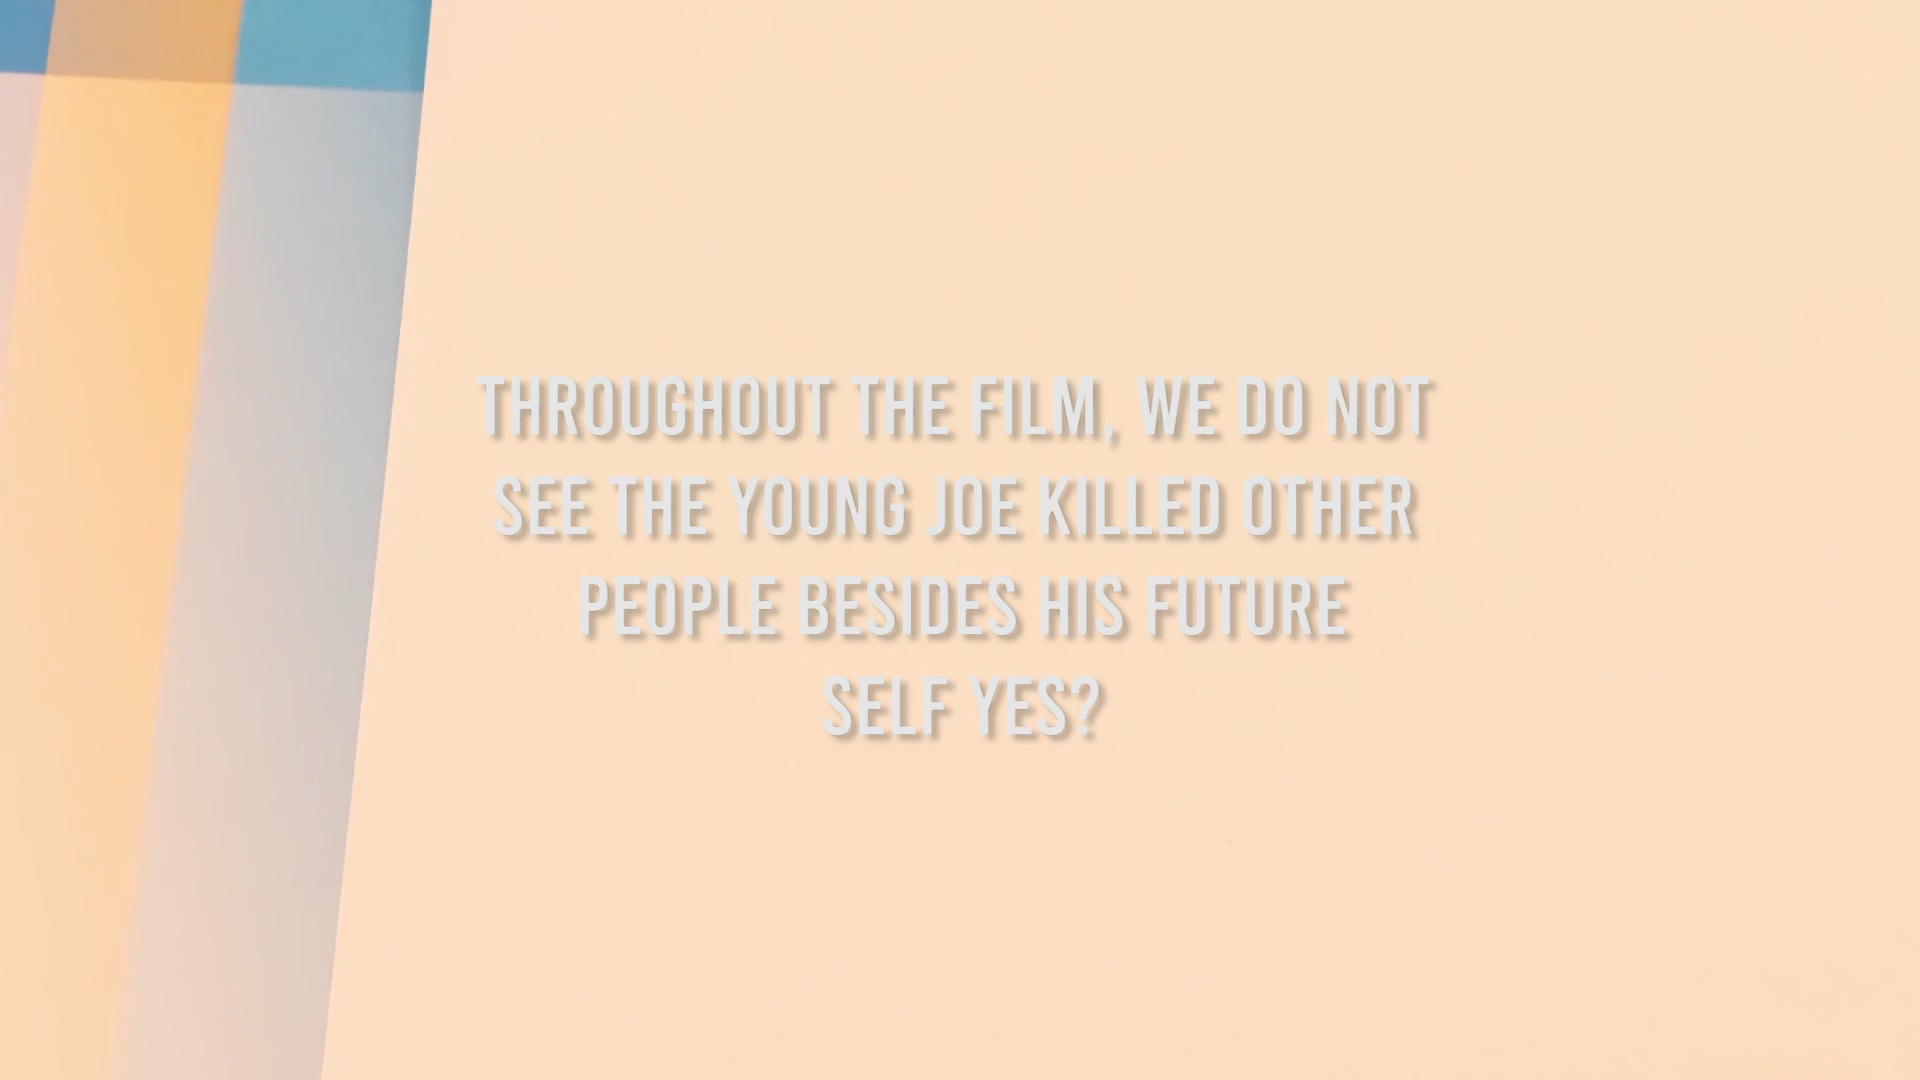 THROUGHOUT THE FILM, WE DO NOT
SEE THE YOUNG JOE KILLED OTHER
PEOPLE BESIDES HIS FUTURE
SELF YES?